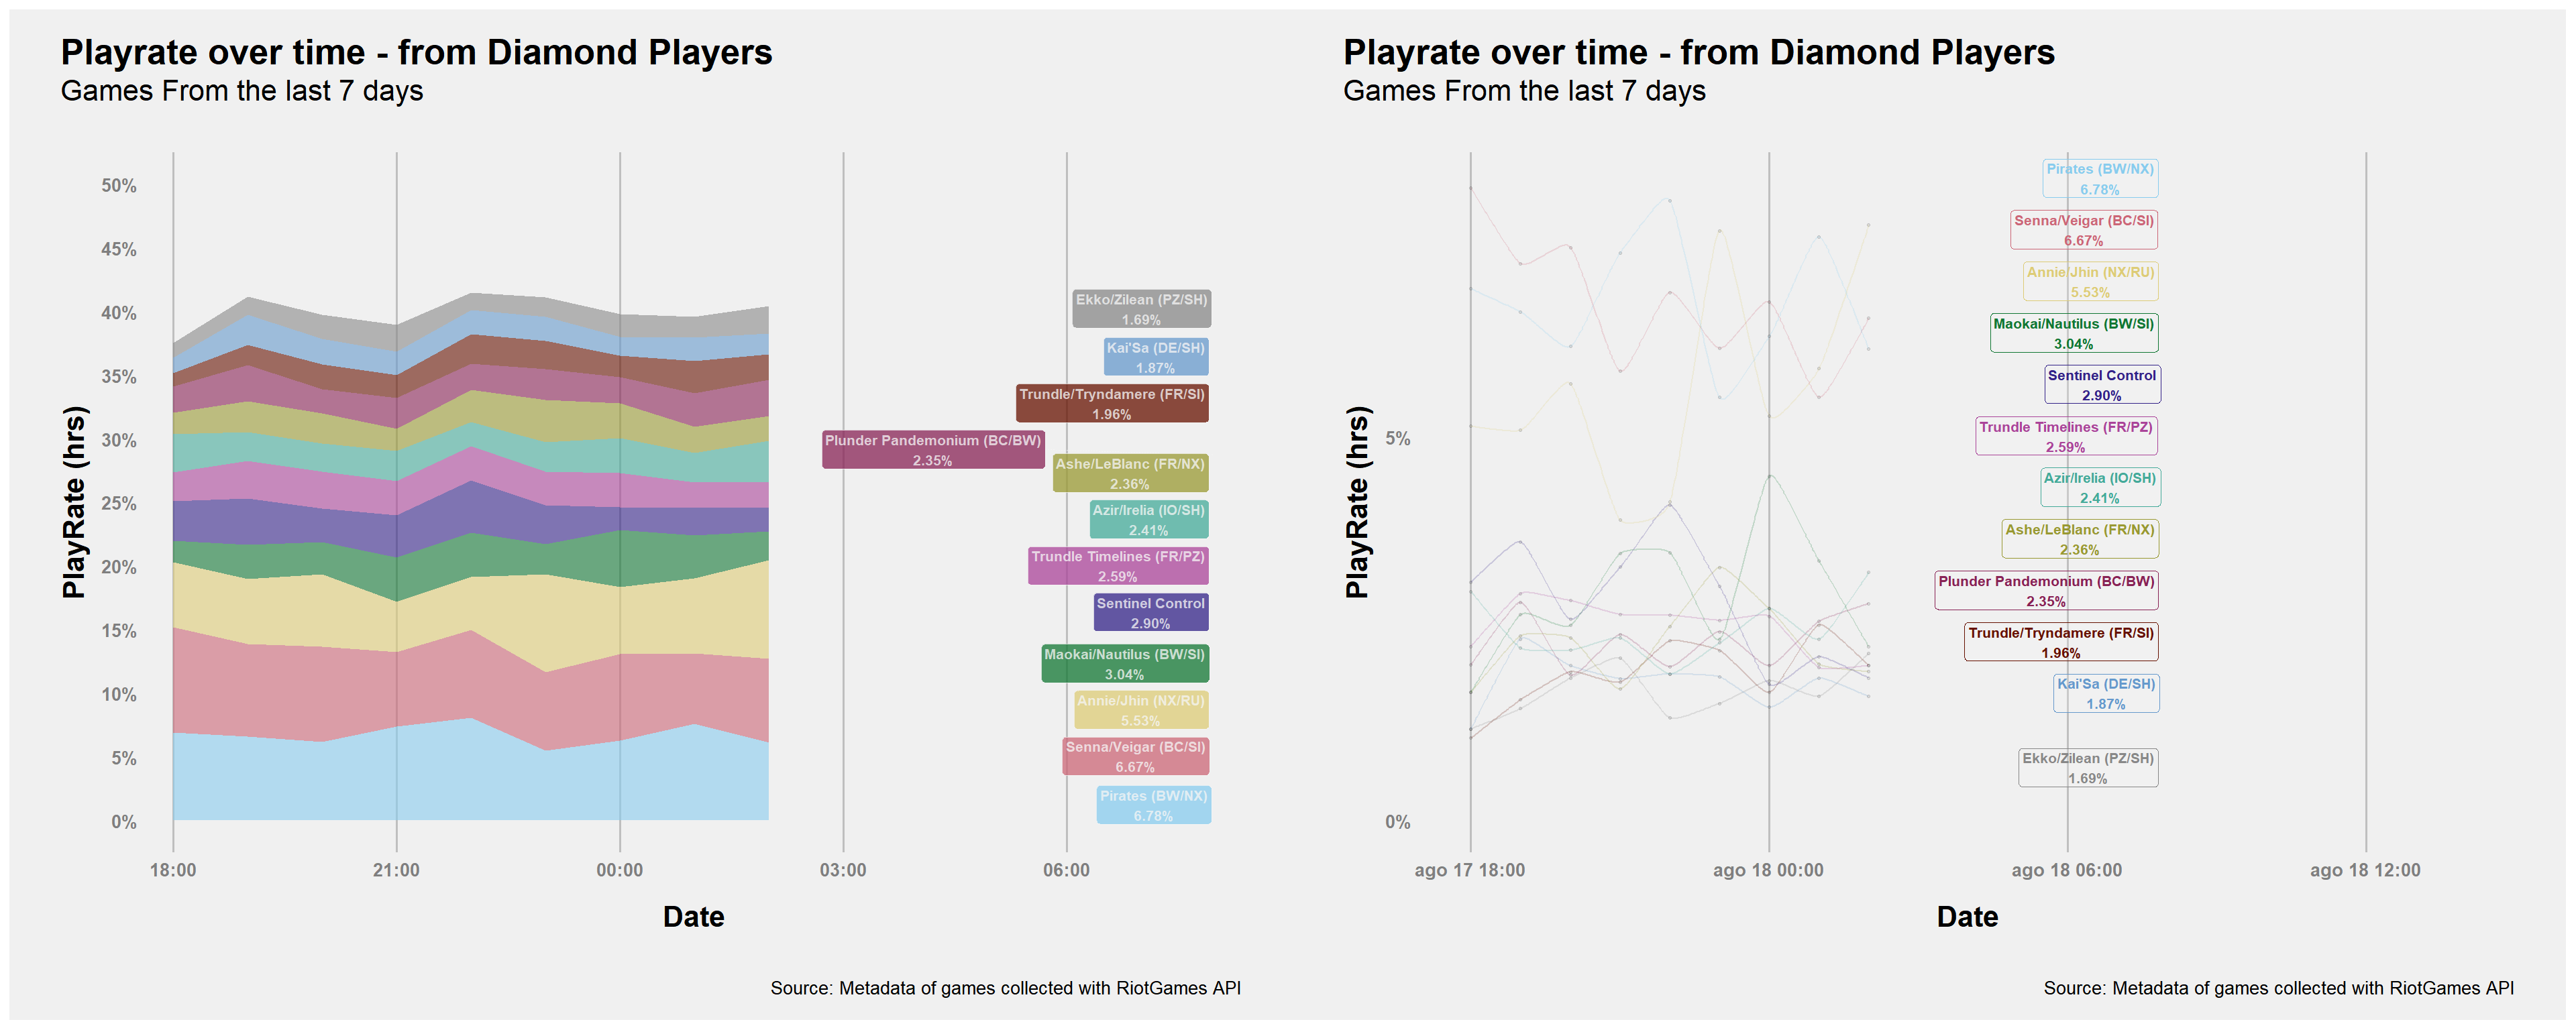 Playrate over time - from Diamond Players
Games From the last 7 days
PlayRate (hrs)
50%
45%
40%
35%
30%
25%
20%
15%
10%
5%
0%
Ekko/Zilean (PZ/SH)
1.69%
Kai'Sa (DE/SH)
1.87%
Trundle/Tryndamere (FR/SI)
1.96%
Plunder Pandemonium (BC/BW)
2.35%
Ashe/LeBlanc (FR/NX)
2.36%
Azir/Irelia (IO/SH)
2.41%
Trundle Timelines (FR/PZ)
2.59%
Sentinel Control
2.90%
Maokai/Nautilus (BW/SI)
3.04%
Annie/Jhin (NX/RU)
5.53%
Senna/Veigar (BC/SI)
6.67%
Pirates (BW/NX)
6.78%
18:00
21:00
00:00
03:00
06:00
Date
Source: Metadata of games collected with RiotGames API
Playrate over time - from Diamond Players
Games From the last 7 days
PlayRate (hrs)
5%
0%
Pirates (BW/NX)
6.78%
Senna/Veigar (BC/SI)
6.67%
Annie/Jhin (NX/RU)
5.53%
Maokai/Nautilus (BW/SI)
3.04%
Sentinel Control
2.90%
Trundle Timelines (FR/PZ)
2.59%
Azir/Irelia (IO/SH)
2.41%
Ashe/LeBlanc (FR/NX)
2.36%
Plunder Pandemonium (BC/BW)
2.35%
Trundle/Tryndamere (FR/SI)
1.96%
Kai'Sa (DE/SH)
1.87%
Ekko/Zilean (PZ/SH)
1.69%
ago 17 18:00
ago 18 00:00
ago 18 06:00
ago 18 12:00
Date
Source: Metadata of games collected with RiotGames API